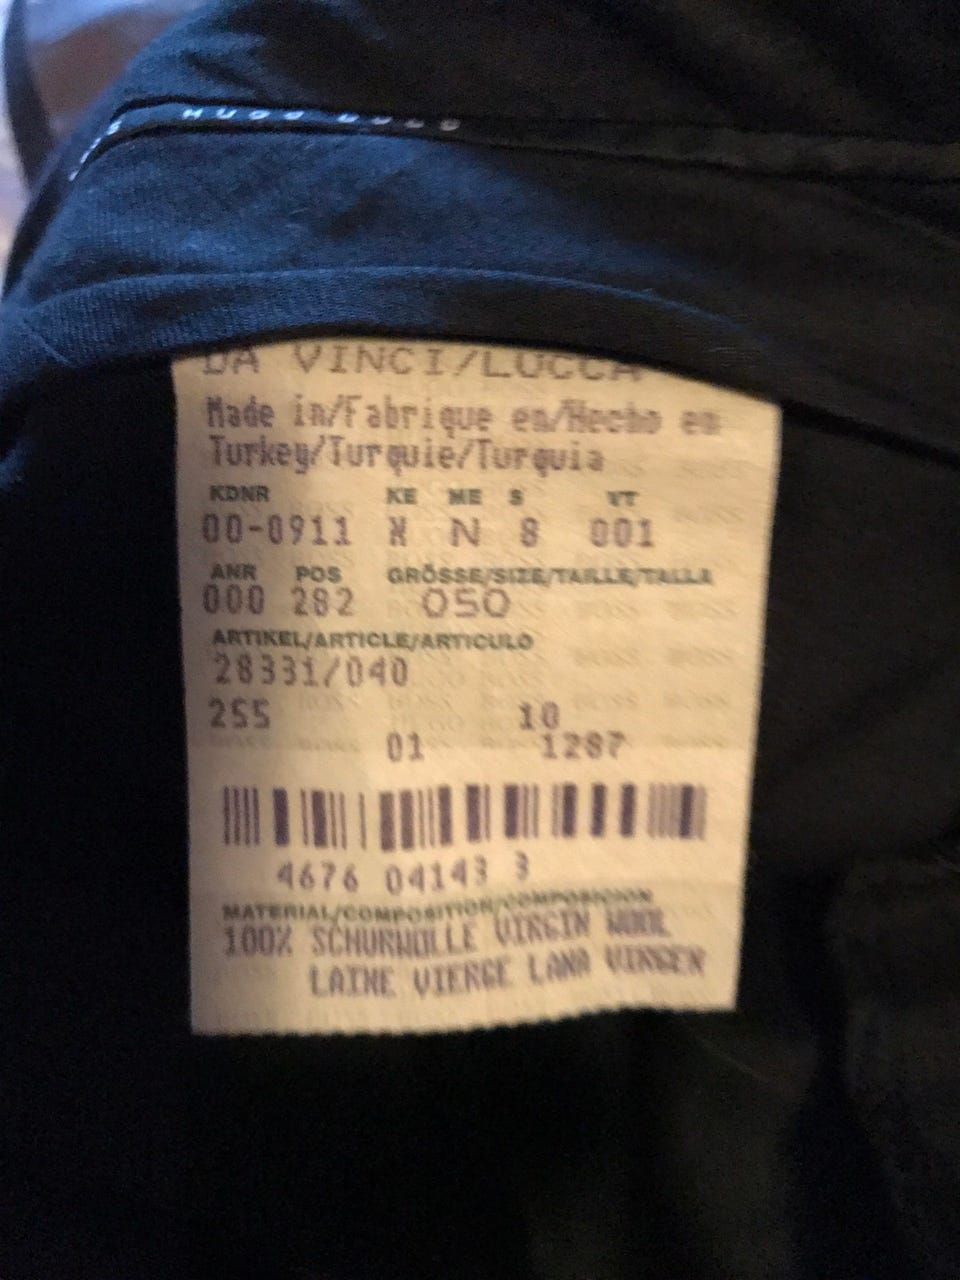 HUGO BOSS
DA VINCI/LUCCA
Made in/Fabrique en/Hecho en
Turkey/Turquie/Turquia
KDNR KE ME S VT
00-0911 X N 8 001
ANR POS GRÖSSE/SIZE/TAILLE/TALLA
000 282 050
ARTIKEL/ARTICLE/ARTICULO
28331/040
255 10
01 1287
4676 04143 3
MATERIAL/COMPOSITION/COMPOSICION
100% SCHURWOLLE VIRGIN WOOL
LAINE VIERGE LANA VIRGEN